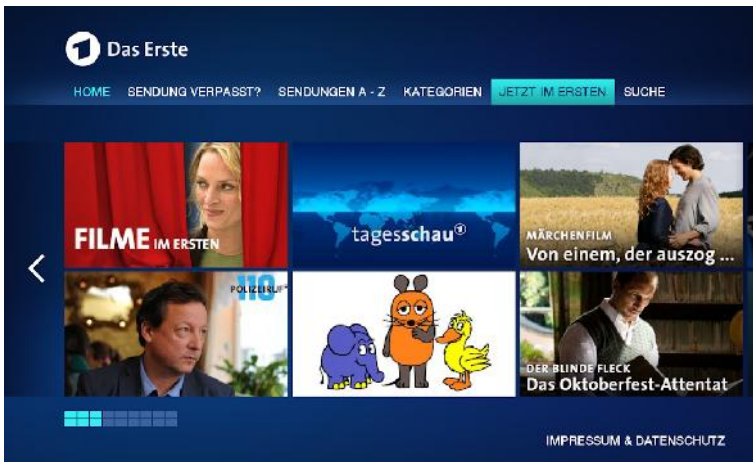 1 Das Erste
HOME SENDUNG VERPASST? SENDUNGEN A - Z KATEGORIEN JETZT IM ERSTEN SUCHE
FILME IM ERSTEN
tagesschau
MÄRCHENFILM
Von einem, der auszog ...
POLIZEIRUF
110
DER BLINDE FLECK
Das Oktoberfest-Attentat
IMPRESSUM & DATENSCHUTZ